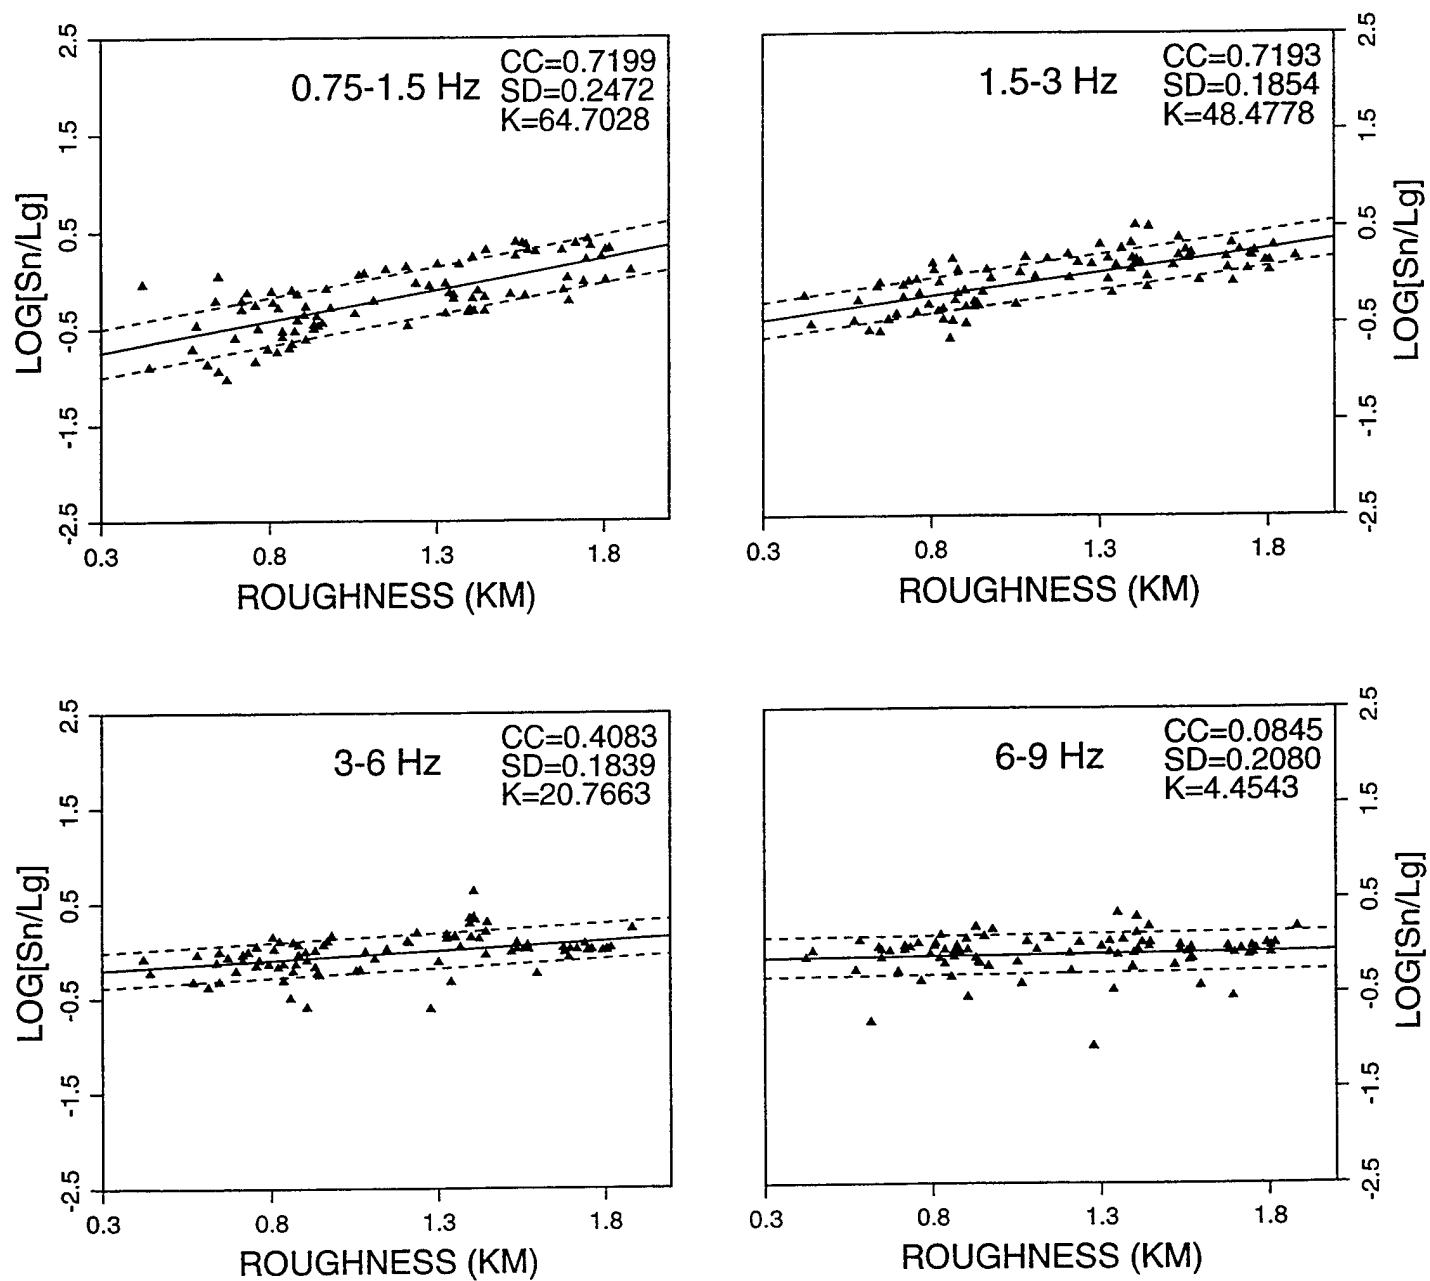 0.75-1.5 Hz
CC=0.7199
SD=0.2472
K=64.7028
LOG[Sn/Lg]
2.5
1.5
0.5
-0.5
-1.5
-2.5
0.3 0.8 1.3 1.8
ROUGHNESS (KM)
1.5-3 Hz
CC=0.7193
SD=0.1854
K=48.4778
2.5
1.5
0.5
-0.5
-1.5
-2.5
LOG[Sn/Lg]
0.3 0.8 1.3 1.8
ROUGHNESS (KM)
3-6 Hz
CC=0.4083
SD=0.1839
K=20.7663
LOG[Sn/Lg]
2.5
1.5
0.5
-0.5
-1.5
-2.5
0.3 0.8 1.3 1.8
ROUGHNESS (KM)
6-9 Hz
CC=0.0845
SD=0.2080
K=4.4543
2.5
1.5
0.5
-0.5
-1.5
-2.5
LOG[Sn/Lg]
0.3 0.8 1.3 1.8
ROUGHNESS (KM)